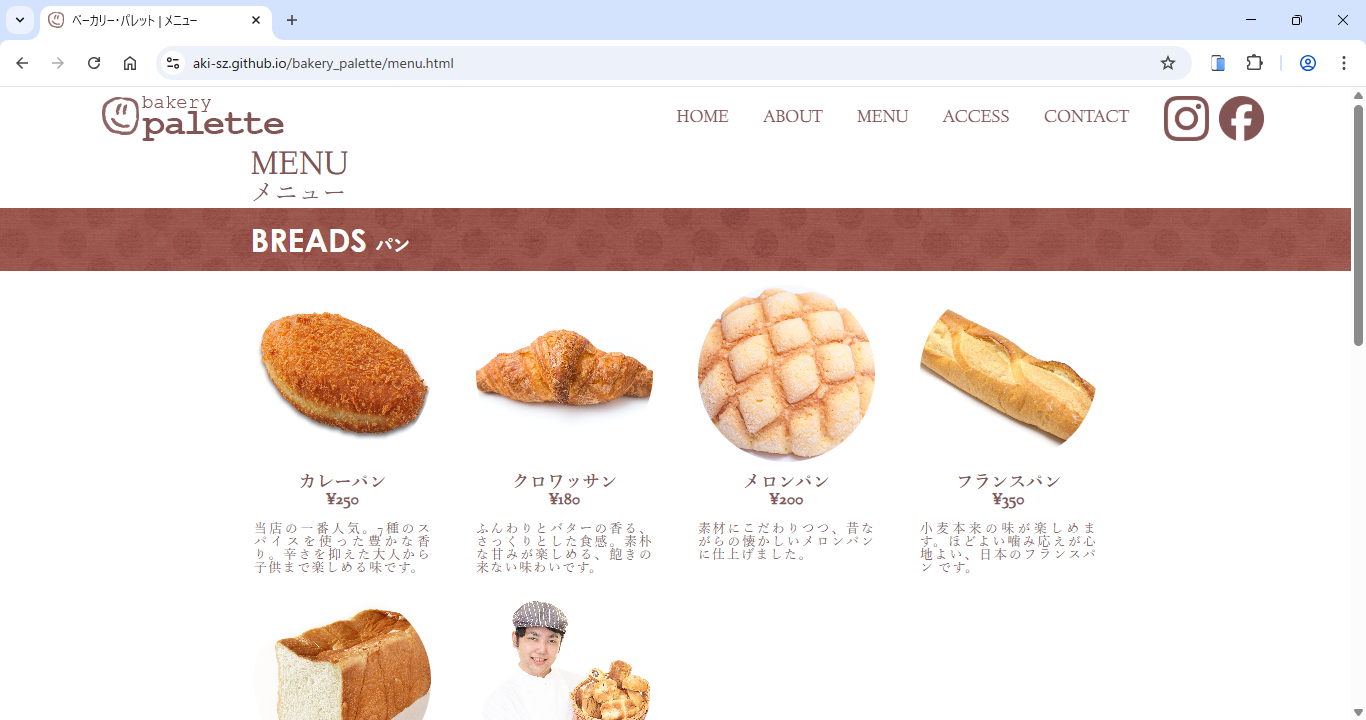 ベーカリー・パレット | メニュー
aki-sz.github.io/bakery_palette/menu.html
bakery
palette
HOME
ABOUT
MENU
ACCESS
CONTACT
MENU
メニュー
BREADS パン
カレーパン
¥250
当店の一番人気。7種のス
パイスを使った豊かな香
り。辛さを抑えた大人から
子供まで楽しめる味です。
クロワッサン
¥180
ふんわりとバターの香る、
さっくりとした食感。素朴
な甘みが楽しめる、飽きの
来ない味わいです。
メロンパン
¥200
素材にこだわりつつ、昔な
がらの懐かしいメロンパン
に仕上げました。
フランスパン
¥350
小麦本来の味が楽しめま
す。ほどよい噛み応えが心
地よい、日本のフランスパ
ン です。